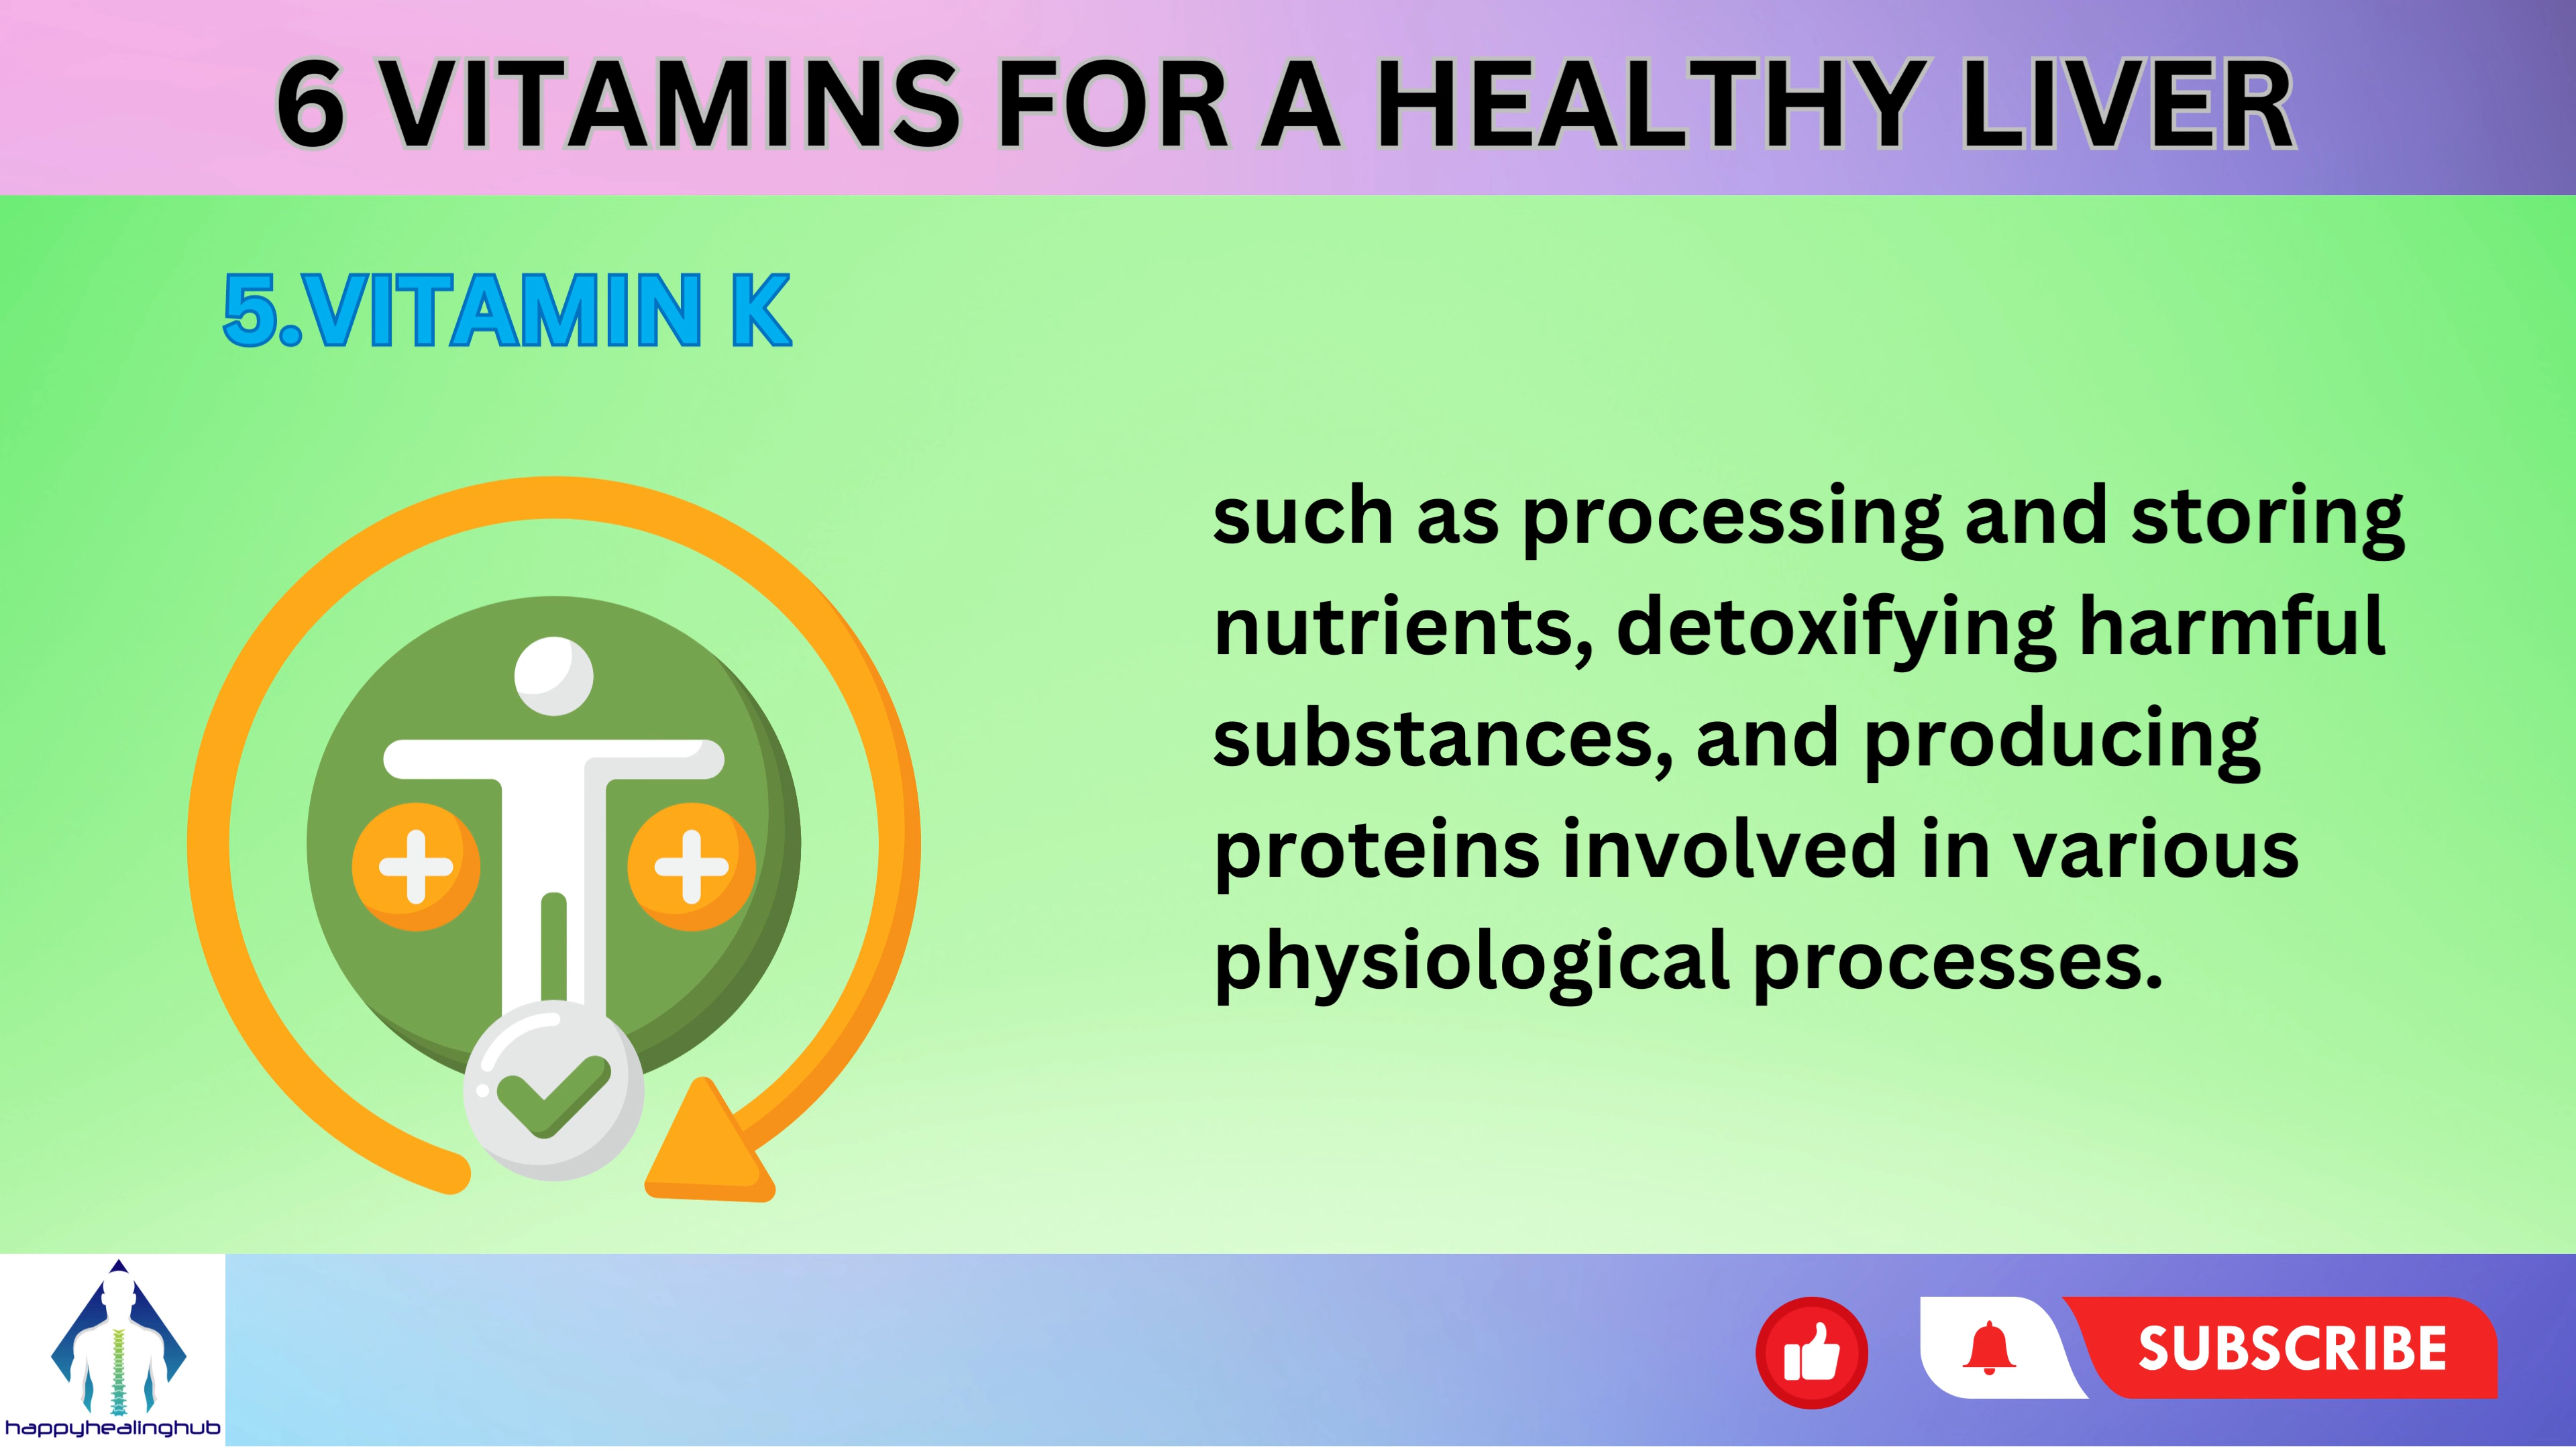 6 VITAMINS FOR A HEALTHY LIVER
5.VITAMIN K
such as processing and storing
nutrients, detoxifying harmful
substances, and producing
proteins involved in various
physiological processes.
happyhealinghub
SUBSCRIBE